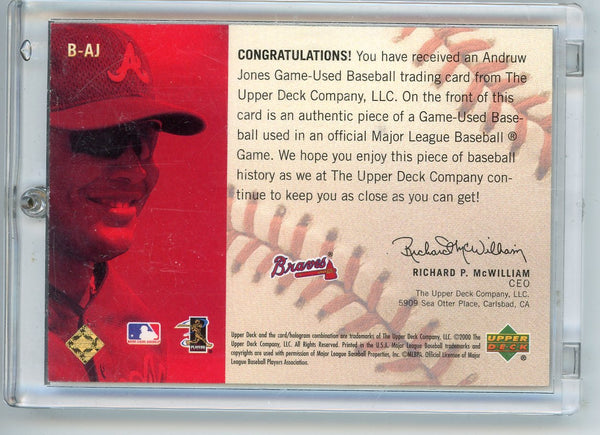 B-AJ
CONGRATULATIONS! You have received an Andruw
Jones Game-Used Baseball trading card from The
Upper Deck Company, LLC. On the front of this
card is an authentic piece of a Game-Used Base-
ball used in an official Major League Baseball ®
Game. We hope you enjoy this piece of baseball
history as we at The Upper Deck Company con-
tinue to keep you as close as you can get!
Richard P. McWilliam
RICHARD P. McWILLIAM
CEO
The Upper Deck Company, LLC.
5909 Sea Otter Place, Carlsbad, CA
Braves
A
Upper Deck and the card/hologram combination are trademarks of The Upper Deck Company, LLC. ©2000 The
Upper Deck Company, LLC. All Rights Reserved. Printed in the U.S.A. Major League Baseball trademarks and
copyrights are used with permission of Major League Baseball Properties, Inc. ©MLBPA. Official Licensee of Major
League Baseball Players Association.
UPPER
DECK
®